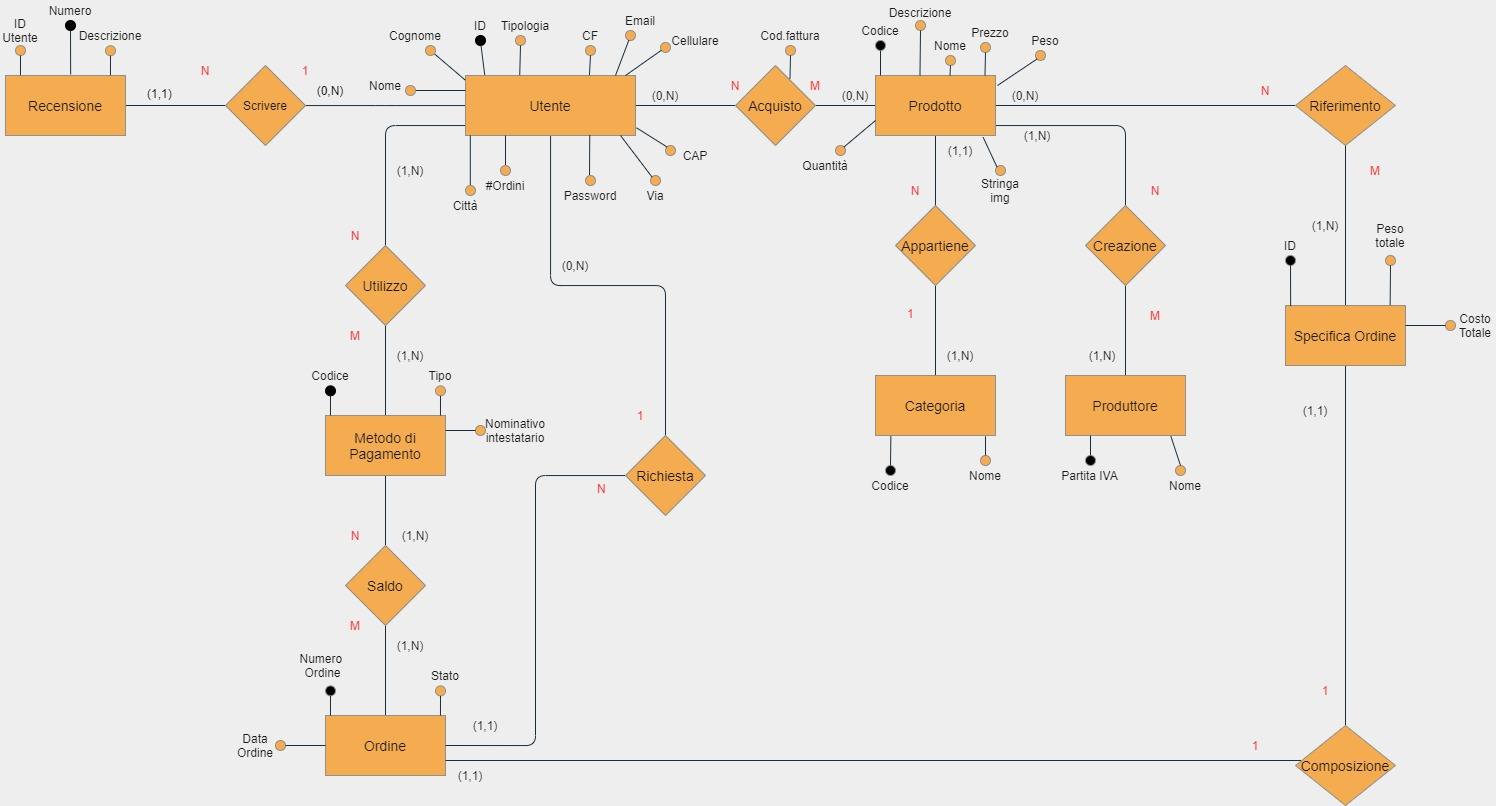 ID
Utente
Numero
Descrizione
Recensione
(1,1)
N
Scrivere
1
(0,N)
Nome
Cognome
ID
Tipologia
CF
Email
Cellulare
Utente
(0,N)
N
Cod.fattura
Acquisto
M
(0,N)
Codice
Descrizione
Nome
Prezzo
Peso
Prodotto
(0,N)
N
Riferimento
M
(1,N)
Città
#Ordini
Password
Via
CAP
Quantità
(1,1)
Stringa
img
(1,N)
N
Utilizzo
M
(1,N)
(0,N)
N
Appartiene
1
(1,N)
N
Creazione
M
(1,N)
(1,N)
ID
Peso
totale
Specifica Ordine
Costo
Totale
(1,1)
Codice
Tipo
Metodo di
Pagamento
Nominativo
intestatario
1
Richiesta
N
Categoria
Codice
Nome
Produttore
Partita IVA
Nome
N
(1,N)
Saldo
M
(1,N)
Numero
Ordine
Stato
Data
Ordine
Ordine
(1,1)
(1,1)
1
1
Composizione